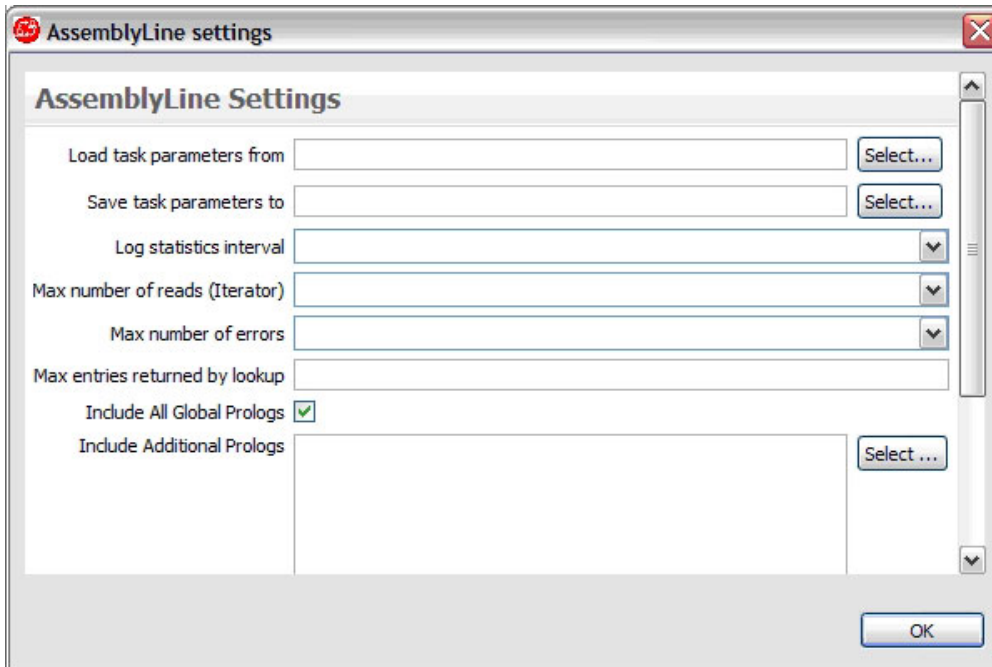 AssemblyLine settings
AssemblyLine Settings
Load task parameters from
Select...
Save task parameters to
Select...
Log statistics interval
Max number of reads (Iterator)
Max number of errors
Max entries returned by lookup
Include All Global Prologs
Include Additional Prologs
Select ...
OK